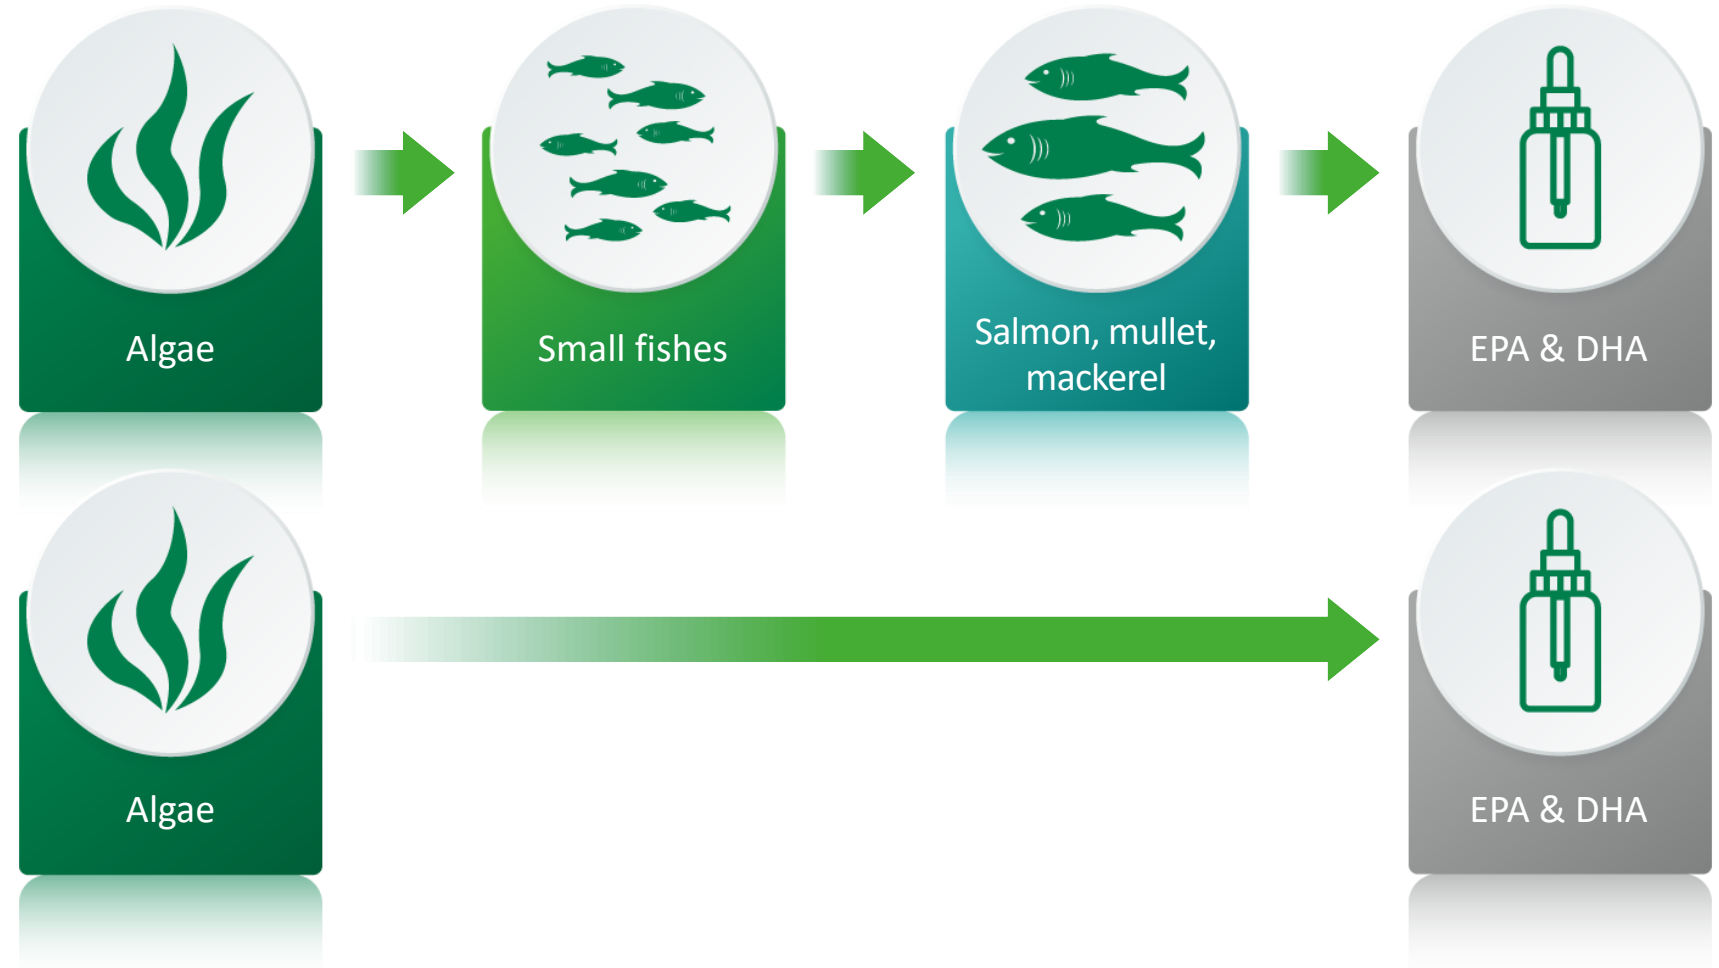 Algae
Small fishes
Salmon, mullet,
mackerel
EPA & DHA
Algae
EPA & DHA